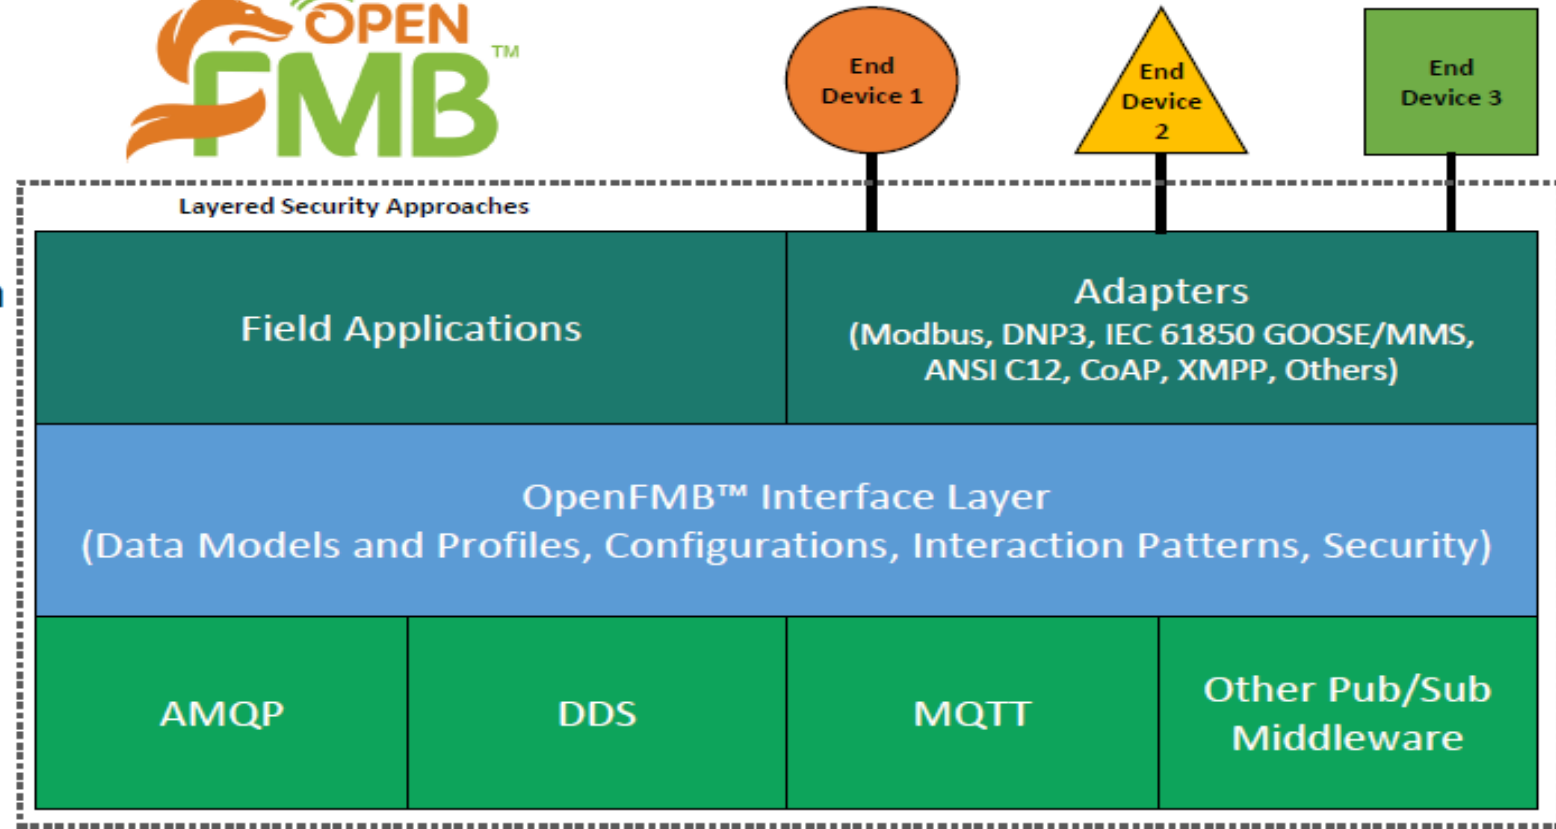 OPEN
FMB™
End
Device 1
End
Device
2
End
Device 3
Layered Security Approaches
Field Applications
Adapters
(Modbus, DNP3, IEC 61850 GOOSE/MMS,
ANSI C12, CoAP, XMPP, Others)
OpenFMB™ Interface Layer
(Data Models and Profiles, Configurations, Interaction Patterns, Security)
AMQP
DDS
MQTT
Other Pub/Sub
Middleware